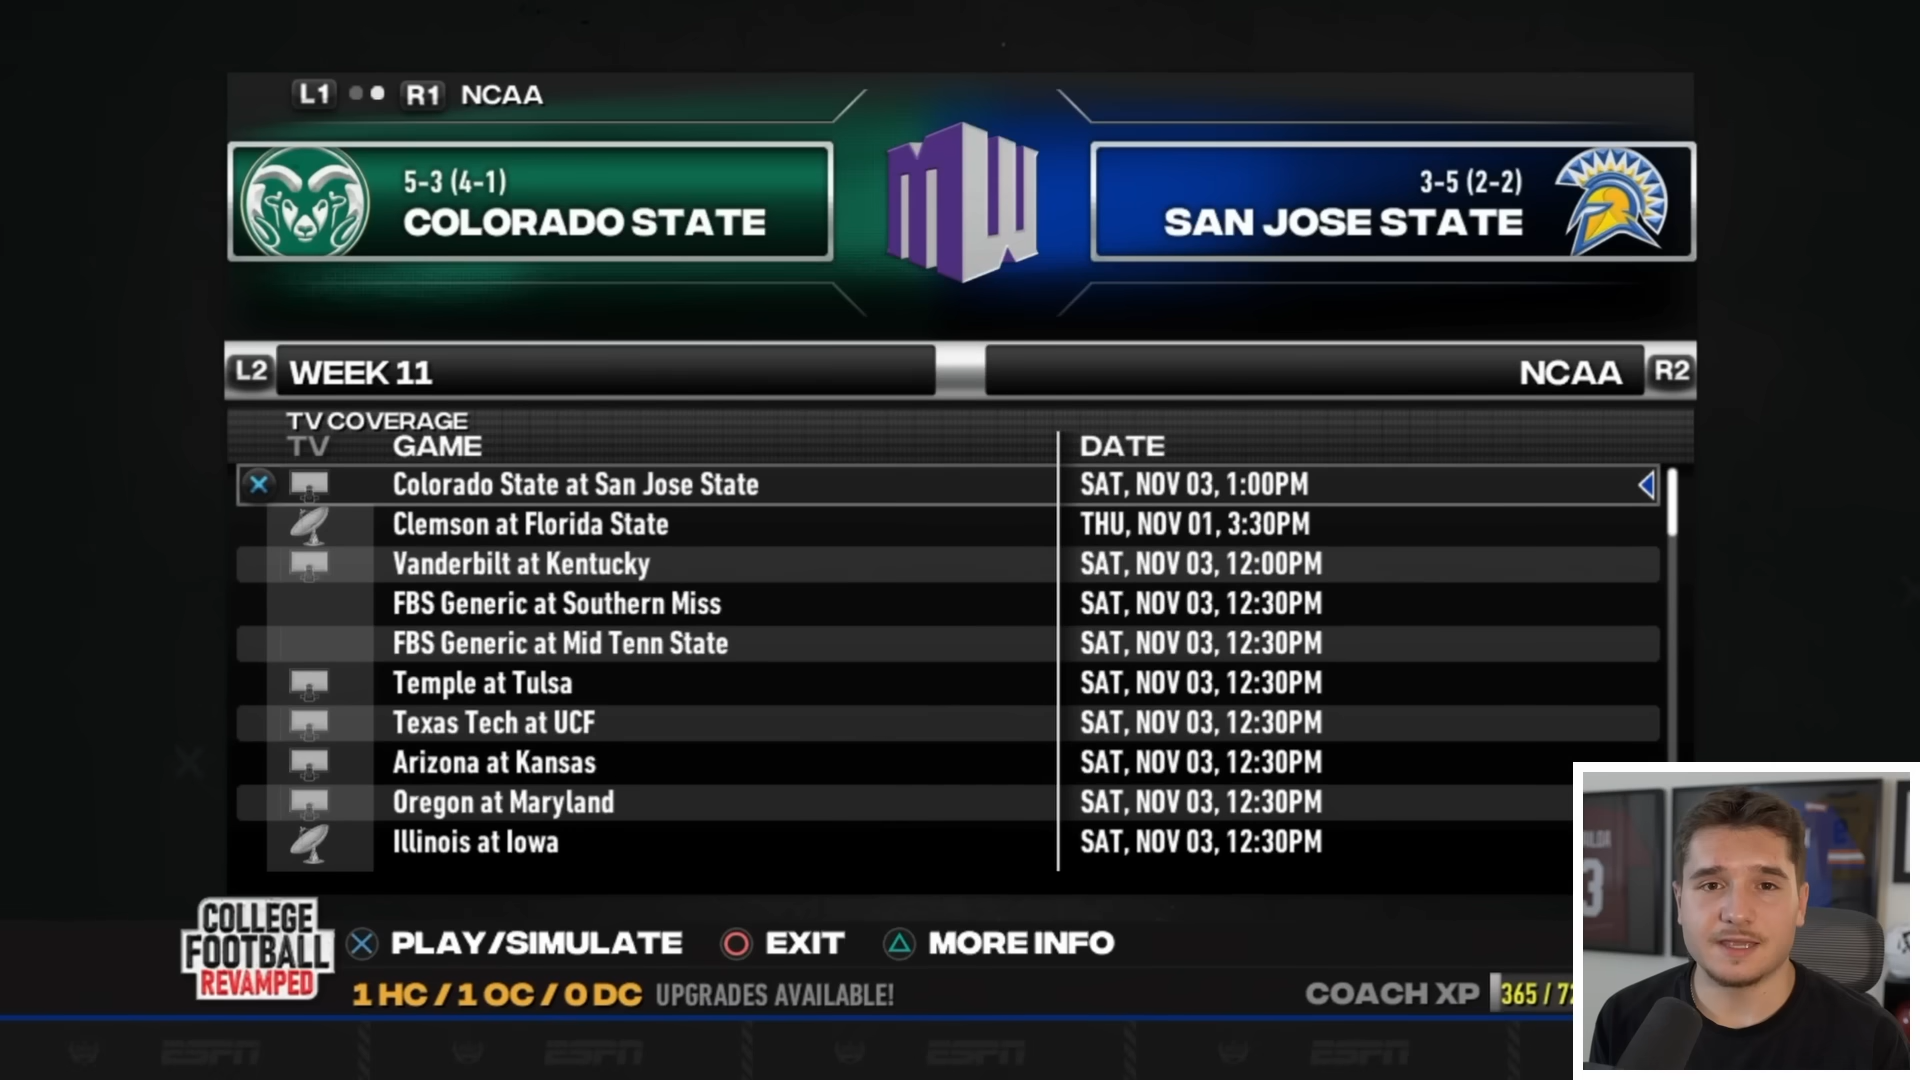 L1 R1 NCAA
5-3 (4-1)
COLORADO STATE
MW
3-5 (2-2)
SAN JOSE STATE
L2 WEEK 11
NCAA R2
TV COVERAGE
TV GAME DATE
Colorado State at San Jose State SAT, NOV 03, 1:00PM
Clemson at Florida State THU, NOV 01, 3:30PM
Vanderbilt at Kentucky SAT, NOV 03, 12:00PM
FBS Generic at Southern Miss SAT, NOV 03, 12:30PM
FBS Generic at Mid Tenn State SAT, NOV 03, 12:30PM
Temple at Tulsa SAT, NOV 03, 12:30PM
Texas Tech at UCF SAT, NOV 03, 12:30PM
Arizona at Kansas SAT, NOV 03, 12:30PM
Oregon at Maryland SAT, NOV 03, 12:30PM
Illinois at Iowa SAT, NOV 03, 12:30PM
COLLEGE
FOOTBALL
REVAMPED
PLAY/SIMULATE EXIT MORE INFO
1 HC / 1 OC / 0 DC UPGRADES AVAILABLE!
COACH XP 365 /
3
ESPN ESPN ESPN ESPN